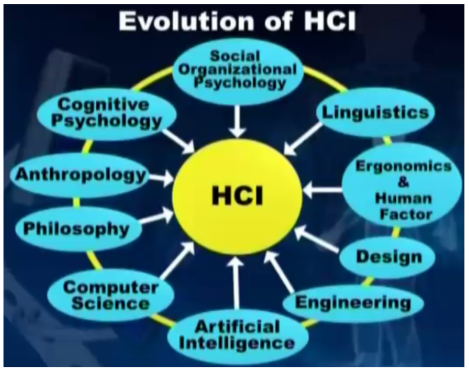 Evolution of HCI
Social
Organizational
Psychology
Cognitive
Psychology
Linguistics
Anthropology
Ergonomics
&
Human
Factor
HCI
Philosophy
Design
Computer
Science
Engineering
Artificial
Intelligence